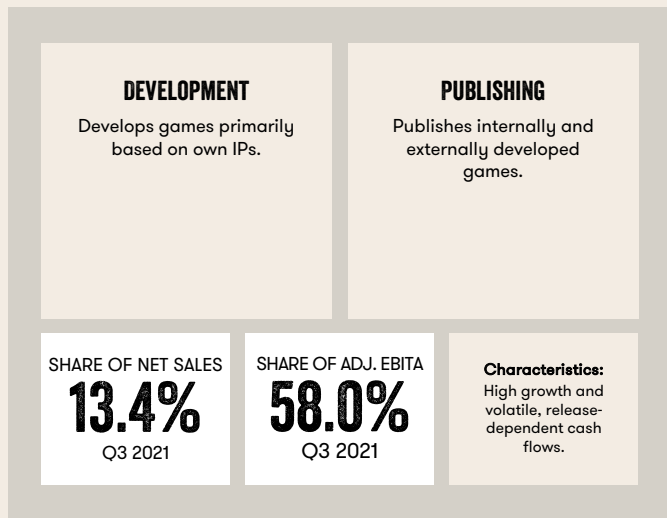 DEVELOPMENT
Develops games primarily
based on own IPs.
PUBLISHING
Publishes internally and
externally developed
games.
SHARE OF NET SALES
13.4%
Q3 2021
SHARE OF ADJ. EBITA
58.0%
Q3 2021
Characteristics:
High growth and
volatile, release-
dependent cash
flows.